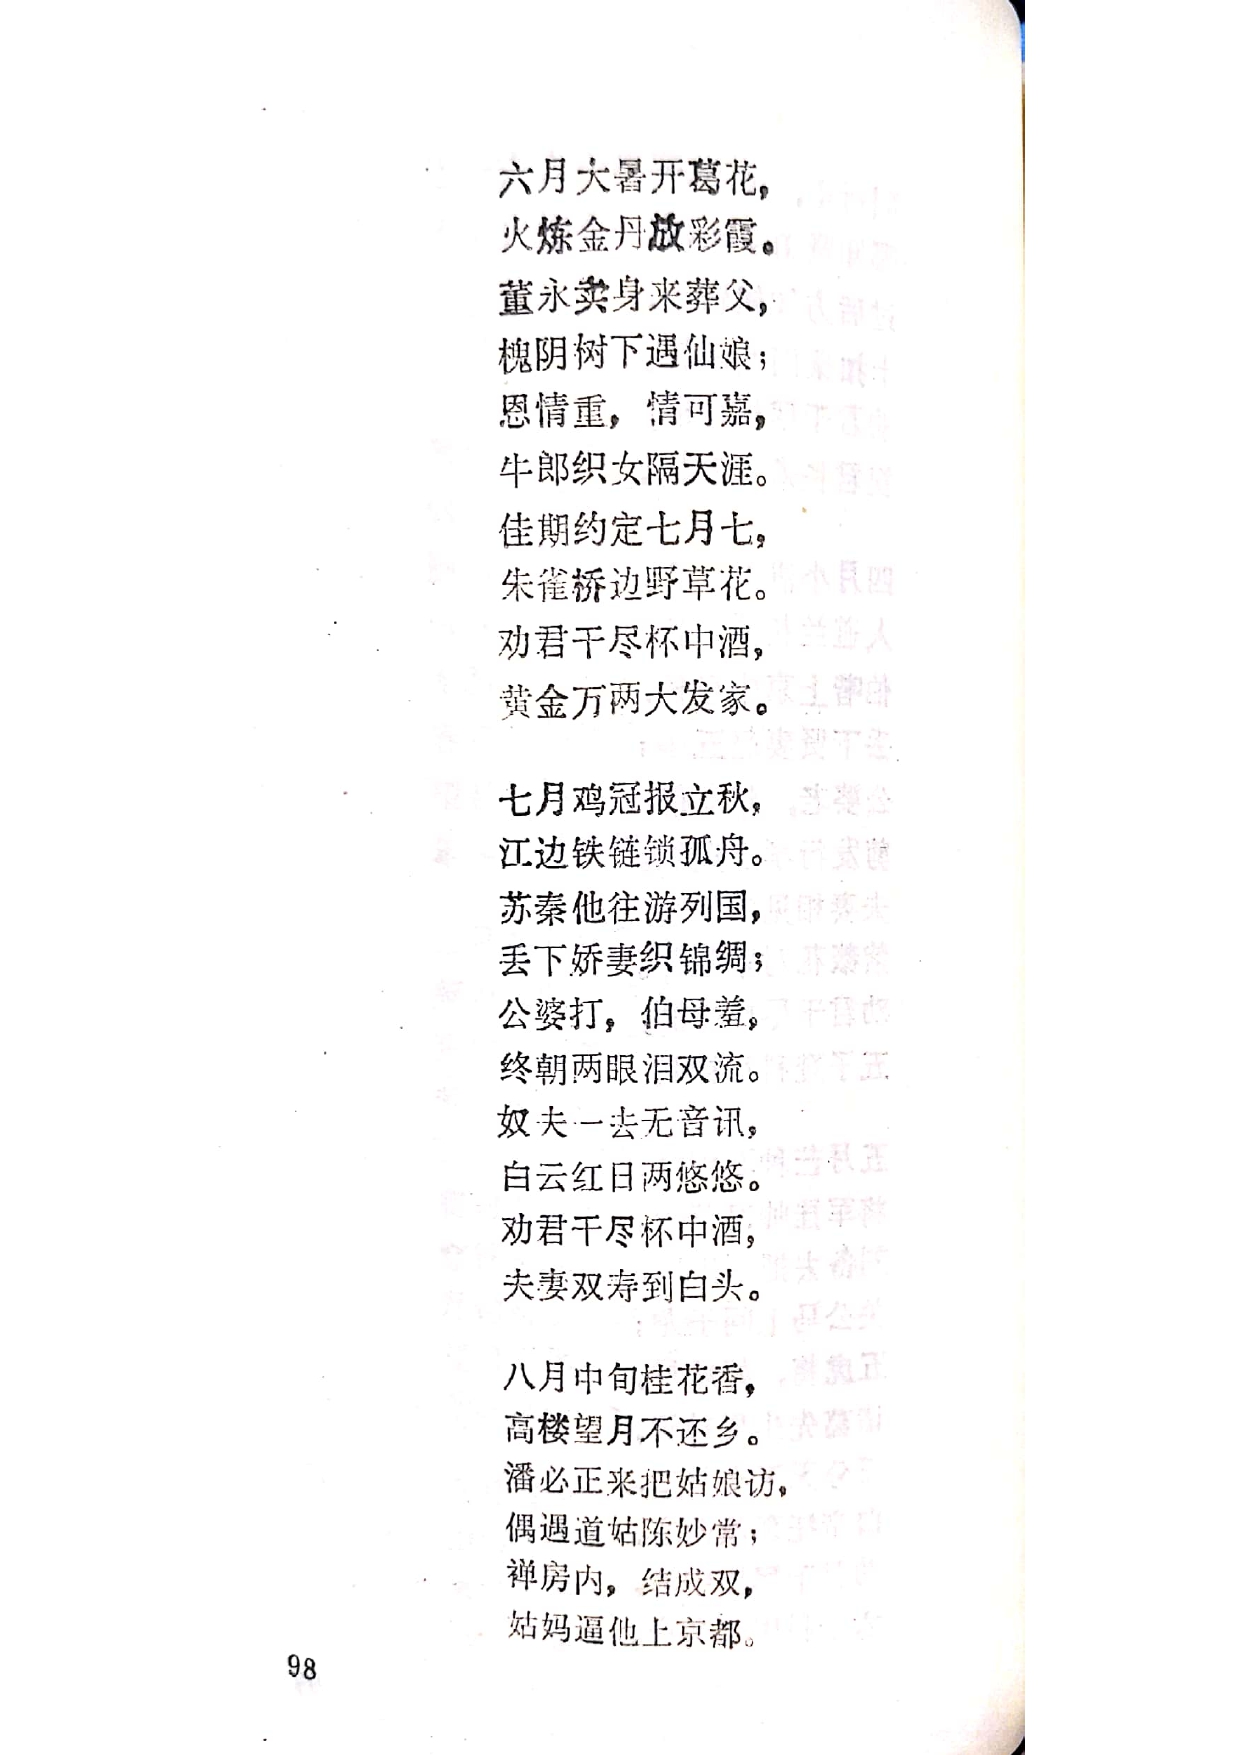 六月大暑开葛花，
火炼金丹放彩霞。
董永卖身来葬父，
槐阴树下遇仙娘；
恩情重，情可嘉，
牛郎织女隔天涯。
佳期约定七月七，
朱雀桥边野草花。
劝君干尽杯中酒，
黄金万两大发家。
七月鸡冠报立秋，
江边铁链锁孤舟。
苏秦他往游列国，
丢下娇妻织锦绸；
公婆打，伯母羞，
终朝两眼泪双流。
奴夫一去无音讯，
白云红日两悠悠。
劝君干尽杯中酒，
夫妻双寿到白头。
八月中旬桂花香，
高楼望月不还乡。
潘必正来把姑娘访，
偶遇道姑陈妙常；
禅房内，结成双，
姑妈逼他上京都。
98